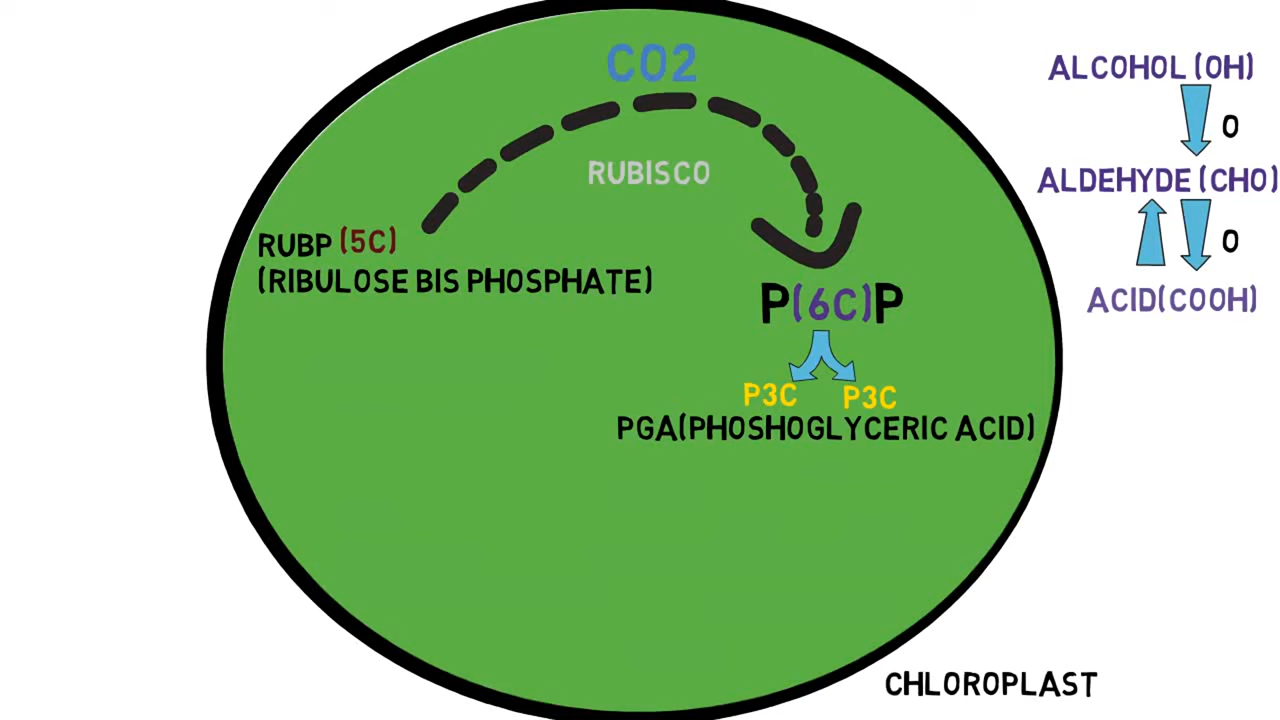 CO2
RUBISCO
RUBP (5C)
(RIBULOSE BIS PHOSPHATE)
P(6C)P
P3C P3C
PGA(PHOSHOGLYCERIC ACID)
ALCOHOL (OH)
O
ALDEHYDE (CHO)
O
ACID(COOH)
CHLOROPLAST